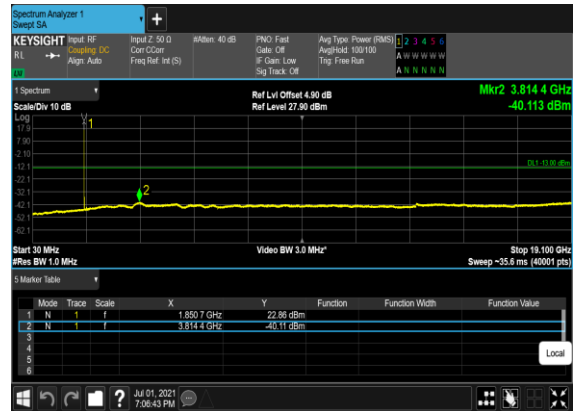 Spectrum Analyzer 1
Swept SA
+
KEYSIGHT
RL
Input: RF
Coupling: DC
Align: Auto
Input Z: 50 Ω
Corr CCorr
Freq Ref: Int (S)
#Atten: 40 dB
PNO: Fast
Gate: Off
IF Gain: Low
Sig Track: Off
Avg Type: Power (RMS)
Avg|Hold: 100/100
Trig: Free Run
1 2 3 4 5 6
A W W W W W
A N N N N N
1 Spectrum
Scale/Div 10 dB
Ref Lvl Offset 4.90 dB
Ref Level 27.90 dBm
Mkr2 3.814 4 GHz
-40.113 dBm
Log
17.9
7.90
-2.10
-12.1
-22.1
-32.1
-42.1
-52.1
-62.1
1
2
DL1 -13.00 dBm
Start 30 MHz
#Res BW 1.0 MHz
Video BW 3.0 MHz*
Stop 19.100 GHz
Sweep ~35.6 ms (40001 pts)
5 Marker Table
Mode Trace Scale X Y Function Function Width Function Value
1 N 1 f 1.850 7 GHz 22.86 dBm
2 N 1 f 3.814 4 GHz -40.11 dBm
3
4
5
6
Local
?
Jul 01, 2021
7:06:43 PM